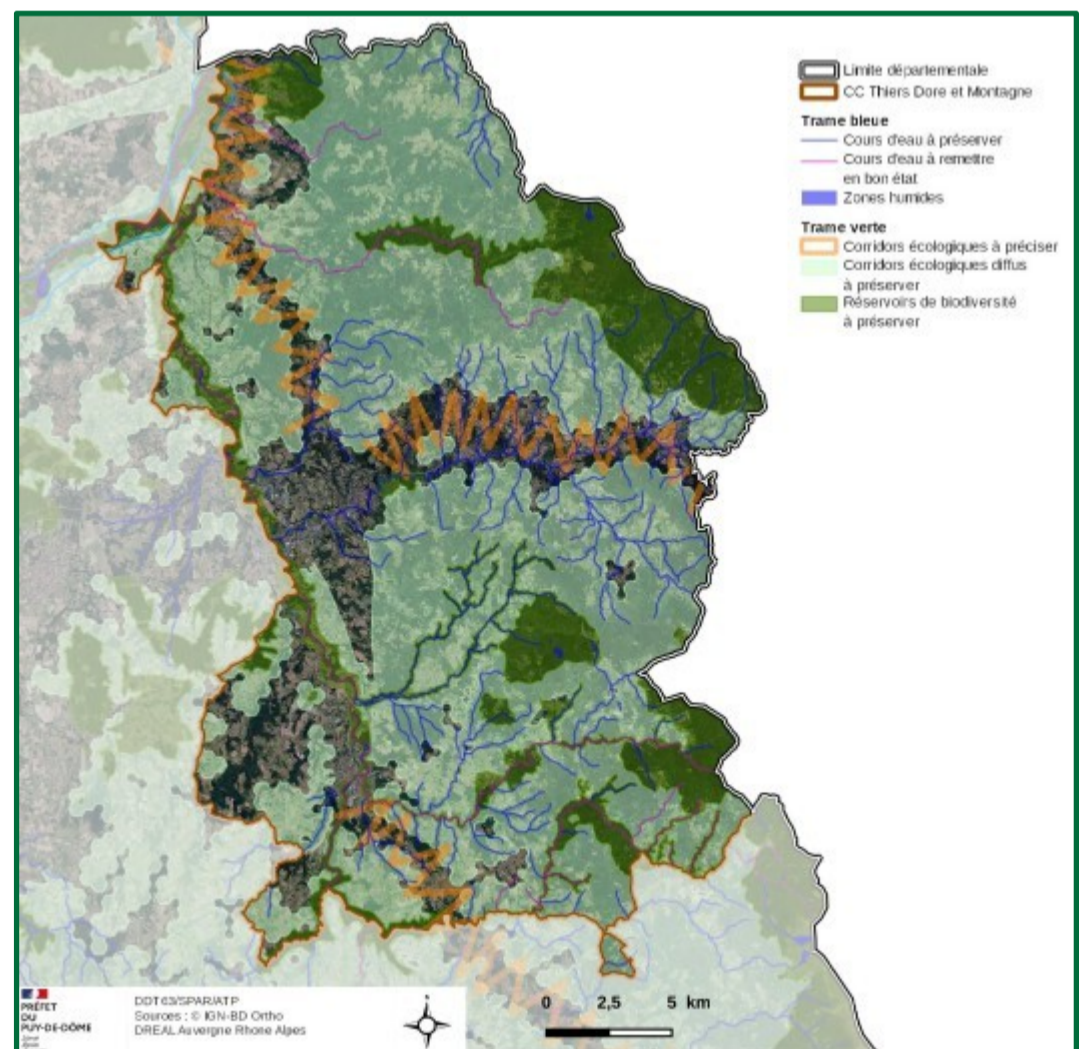 Limite départementale
CC Thiers Dore et Montagne
Trame bleue
Cours d'eau à préserver
Cours d'eau à remettre
en bon état
Zones humides
Trame verte
Corridors écologiques à préciser
Corridors écologiques diffus
à préserver
Réservoirs de biodiversité
à préserver
PRÉFET
DU
PUY-DE-DÔME
DDT63/SPAR/ATP
Sources : © IGN-BD Ortho
DREAL Auvergne Rhone Alpes
0 2,5 5 km